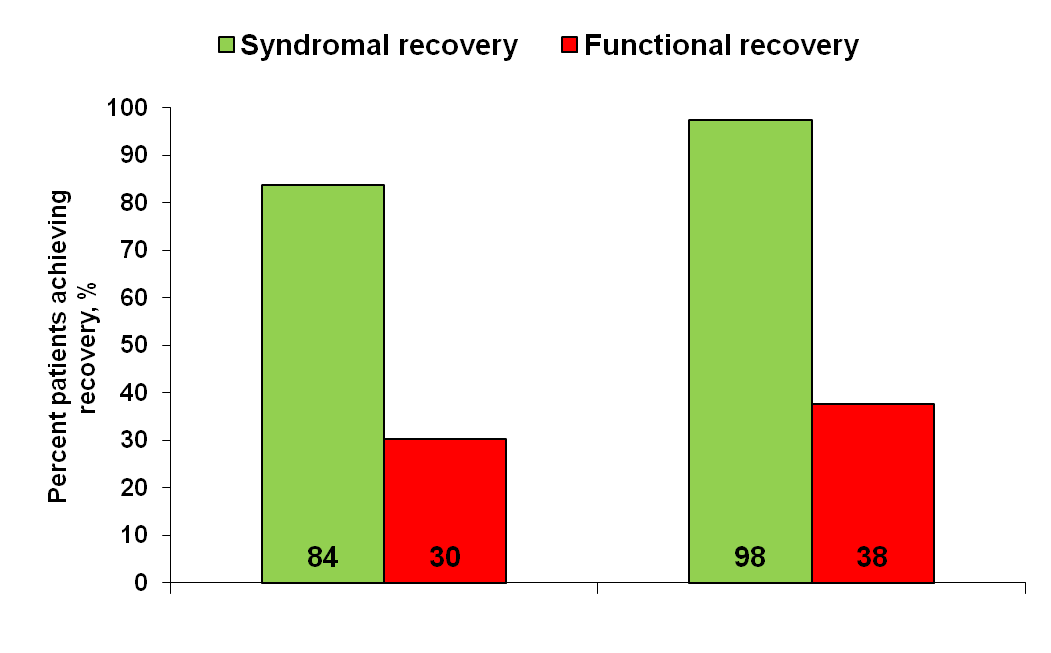 Syndromal recovery Functional recovery
Percent patients achieving
recovery, %
100
90
80
70
60
50
40
30
20
10
0
84 30 98 38